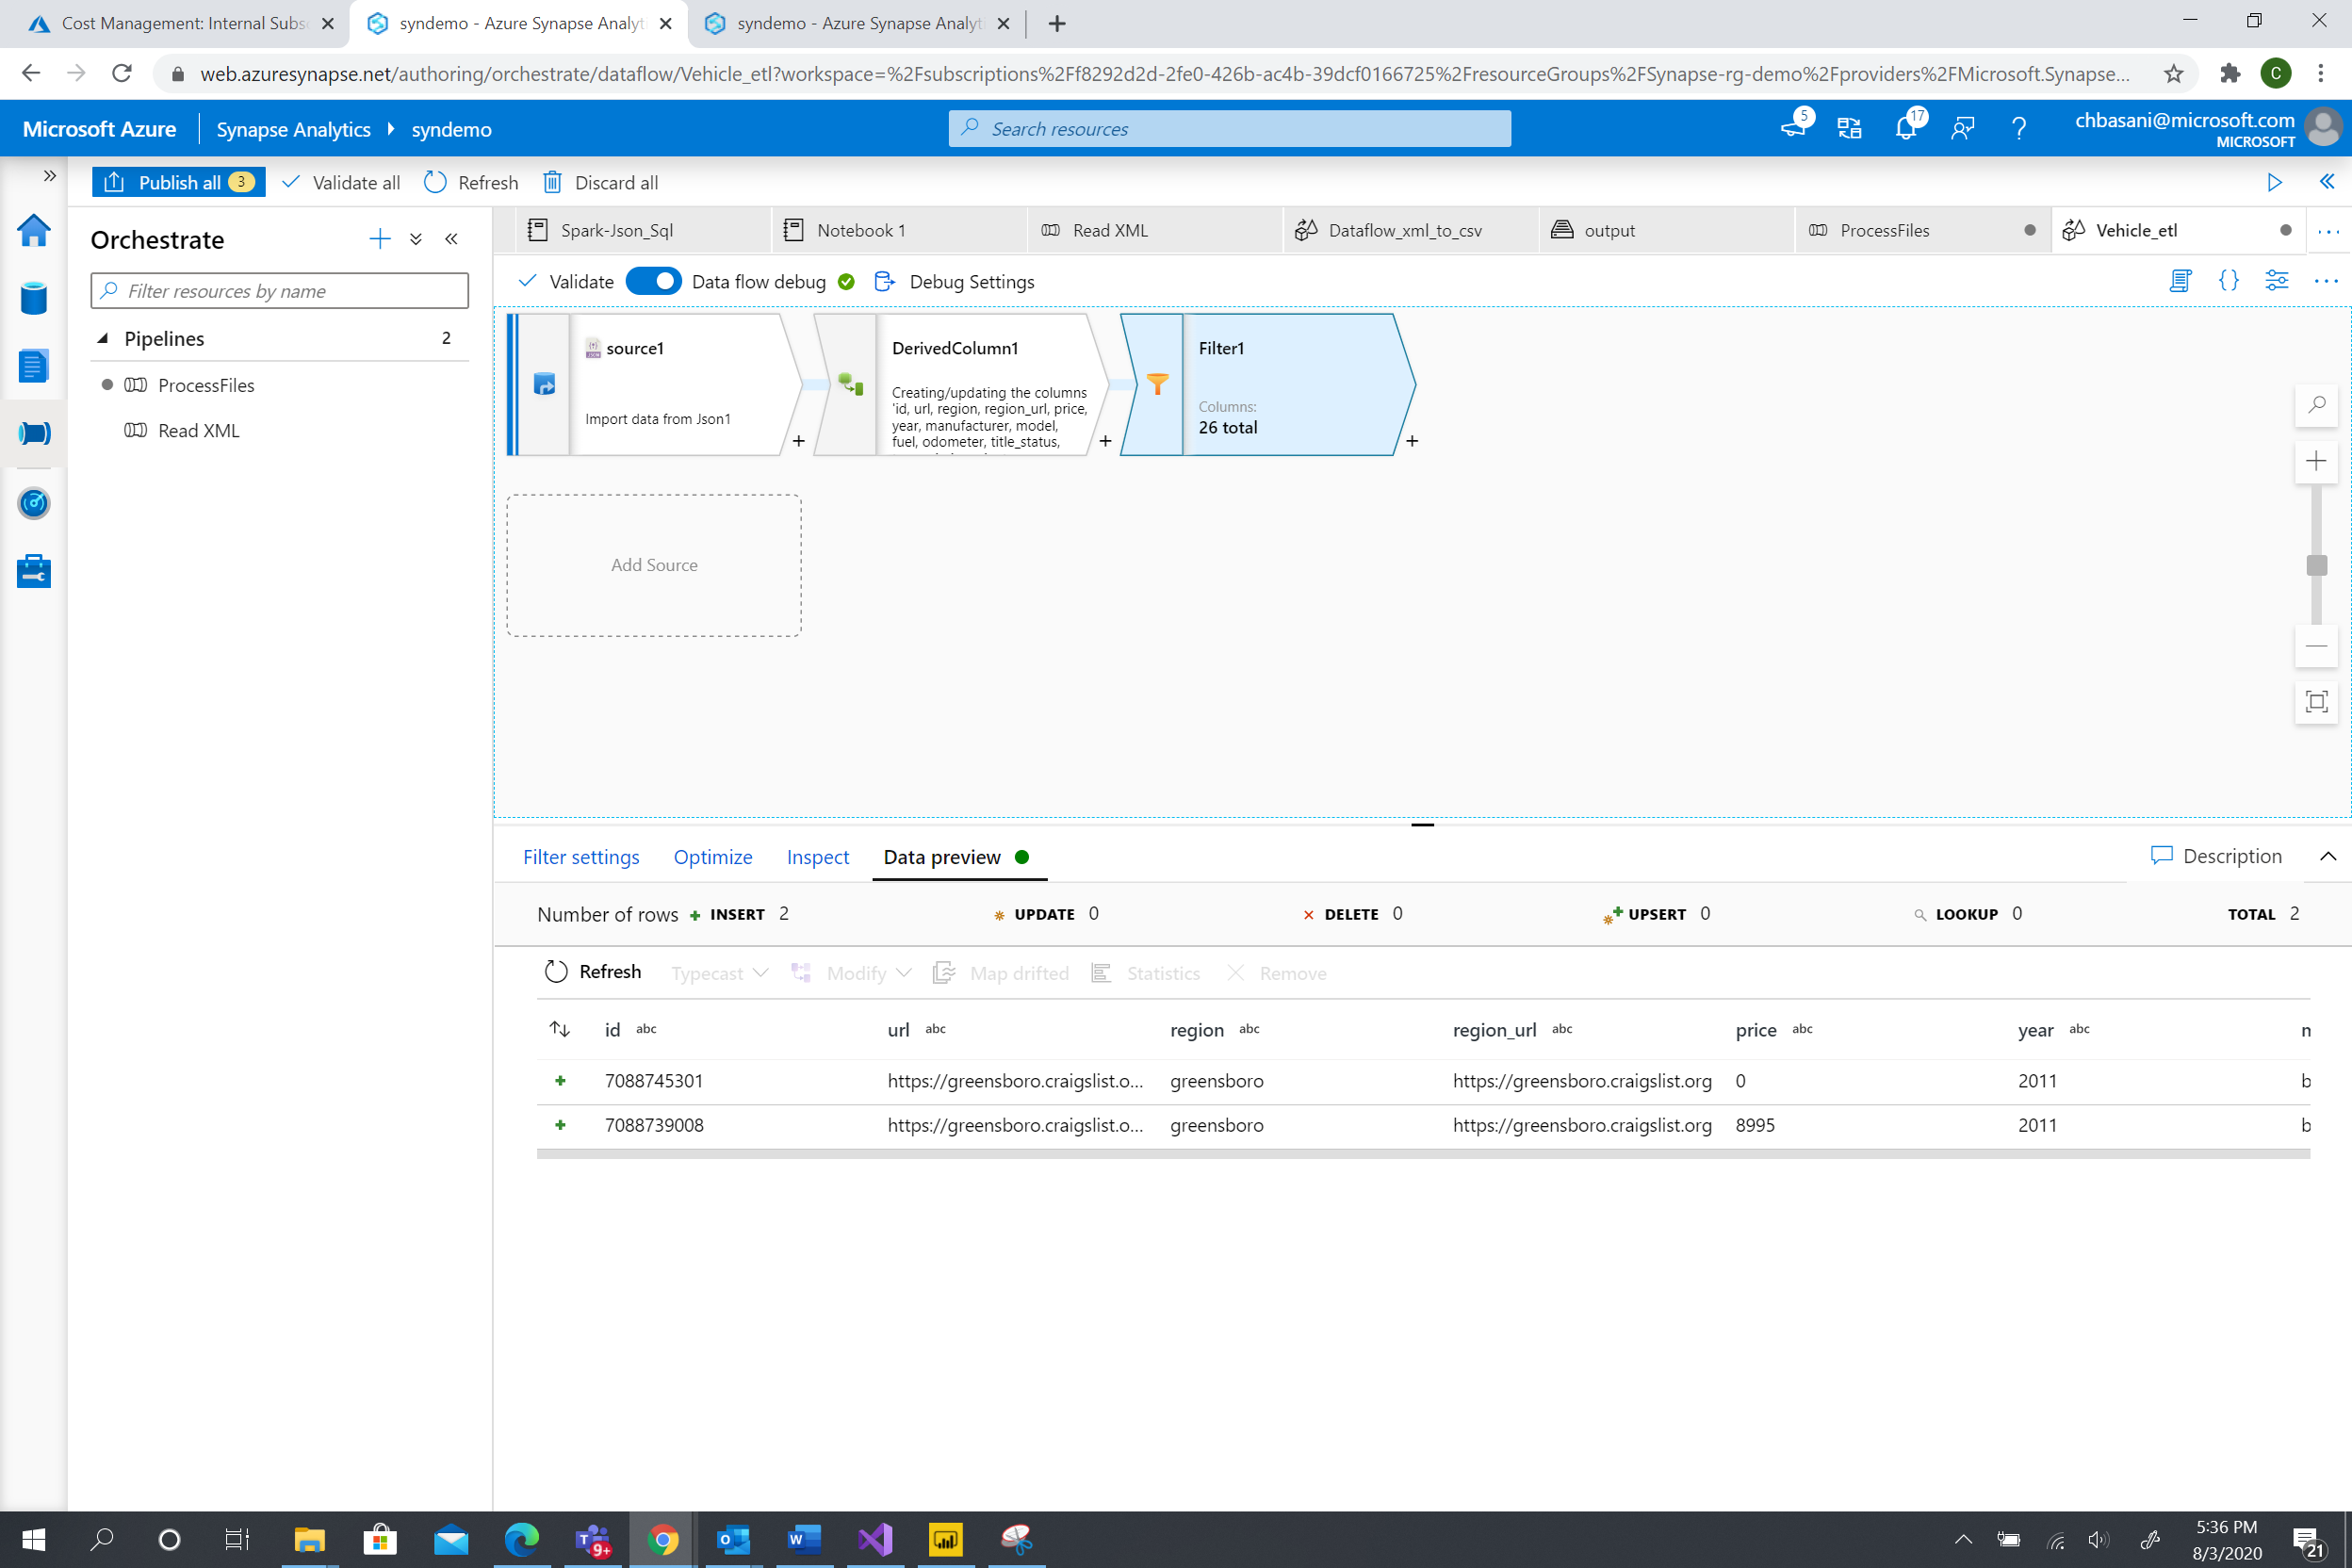 Cost Management: Internal Subs
syndemo - Azure Synapse Analyt
syndemo - Azure Synapse Analyt
web.azuresynapse.net/authoring/orchestrate/dataflow/Vehicle_etl?workspace=%2Fsubscriptions%2Ff8292d2d-2fe0-426b-ac4b-39dcf0166725%2FresourceGroups%2FSynapse-rg-demo%2Fproviders%2FMicrosoft.Synapse...
C
Microsoft Azure
Synapse Analytics
syndemo
Search resources
5
17
chbasani@microsoft.com
MICROSOFT
Publish all 3
Validate all
Refresh
Discard all
Orchestrate
Filter resources by name
Pipelines 2
ProcessFiles
Read XML
Spark-Json_Sql
Notebook 1
Read XML
Dataflow_xml_to_csv
output
ProcessFiles
Vehicle_etl
Validate
Data flow debug
Debug Settings
source1
Import data from Json1
DerivedColumn1
Creating/updating the columns
'id, url, region, region_url, price,
year, manufacturer, model,
fuel, odometer, title_status,
Filter1
Columns:
26 total
Add Source
Filter settings
Optimize
Inspect
Data preview
Description
Number of rows INSERT 2 UPDATE 0 DELETE 0 UPSERT 0 LOOKUP 0 TOTAL 2
Refresh Typecast Modify Map drifted Statistics Remove
id abc url abc region abc region_url abc price abc year abc
7088745301 https://greensboro.craigslist.o... greensboro https://greensboro.craigslist.org 0 2011 b
7088739008 https://greensboro.craigslist.o... greensboro https://greensboro.craigslist.org 8995 2011 b
9+
5:36 PM
8/3/2020
21